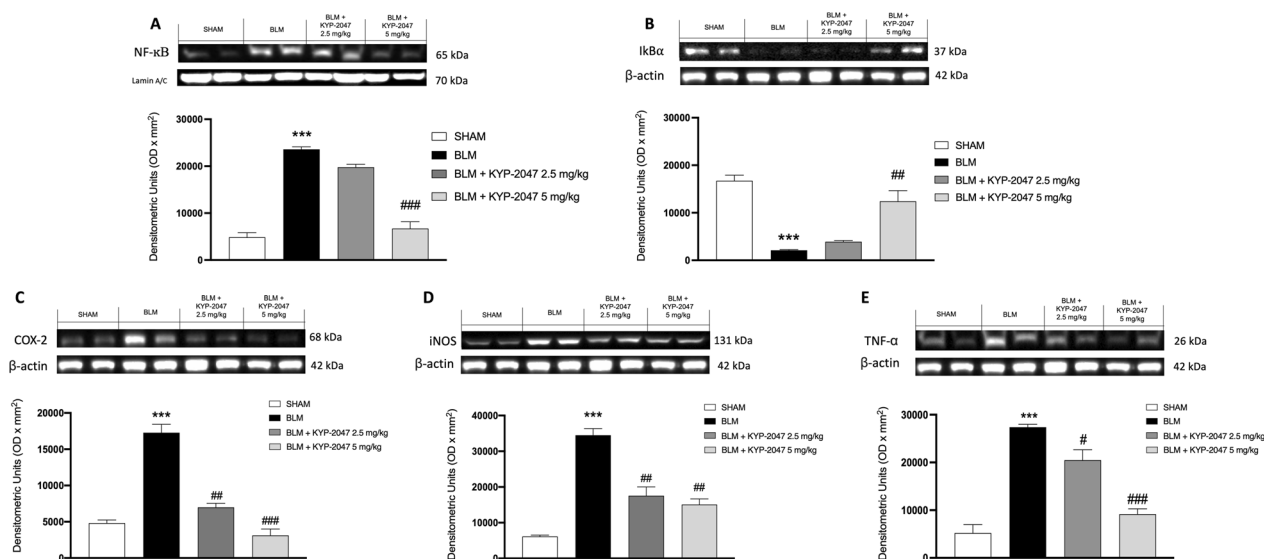 A
SHAM
BLM
BLM +
KYP-2047
2.5 mg/kg
BLM +
KYP-2047
5 mg/kg
NF-κB
65 kDa
Lamin A/C
70 kDa
Densitometric Units (OD x mm²)
30000
20000
10000
0
***
###
SHAM
BLM
BLM + KYP-2047 2.5 mg/kg
BLM + KYP-2047 5 mg/kg
B
SHAM
BLM
BLM +
KYP-2047
2.5 mg/kg
BLM +
KYP-2047
5 mg/kg
IkBα
37 kDa
β-actin
42 kDa
Densitometric Units (OD x mm²)
30000
20000
10000
0
***
##
SHAM
BLM
BLM + KYP-2047 2.5 mg/kg
BLM + KYP-2047 5 mg/kg
C
SHAM
BLM
BLM +
KYP-2047
2.5 mg/kg
BLM +
KYP-2047
5 mg/kg
COX-2
68 kDa
β-actin
42 kDa
Densitometric Units (OD x mm²)
20000
15000
10000
5000
0
***
##
###
SHAM
BLM
BLM + KYP-2047 2.5 mg/kg
BLM + KYP-2047 5 mg/kg
D
SHAM
BLM
BLM +
KYP-2047
2.5 mg/kg
BLM +
KYP-2047
5 mg/kg
iNOS
131 kDa
β-actin
42 kDa
Densitometric Units (OD x mm²)
40000
30000
20000
10000
0
***
##
##
SHAM
BLM
BLM + KYP-2047 2.5 mg/kg
BLM + KYP-2047 5 mg/kg
E
SHAM
BLM
BLM +
KYP-2047
2.5 mg/kg
BLM +
KYP-2047
5 mg/kg
TNF-α
26 kDa
β-actin
42 kDa
Densitometric Units (OD x mm²)
30000
20000
10000
0
***
#
###
SHAM
BLM
BLM + KYP-2047 2.5 mg/kg
BLM + KYP-2047 5 mg/kg